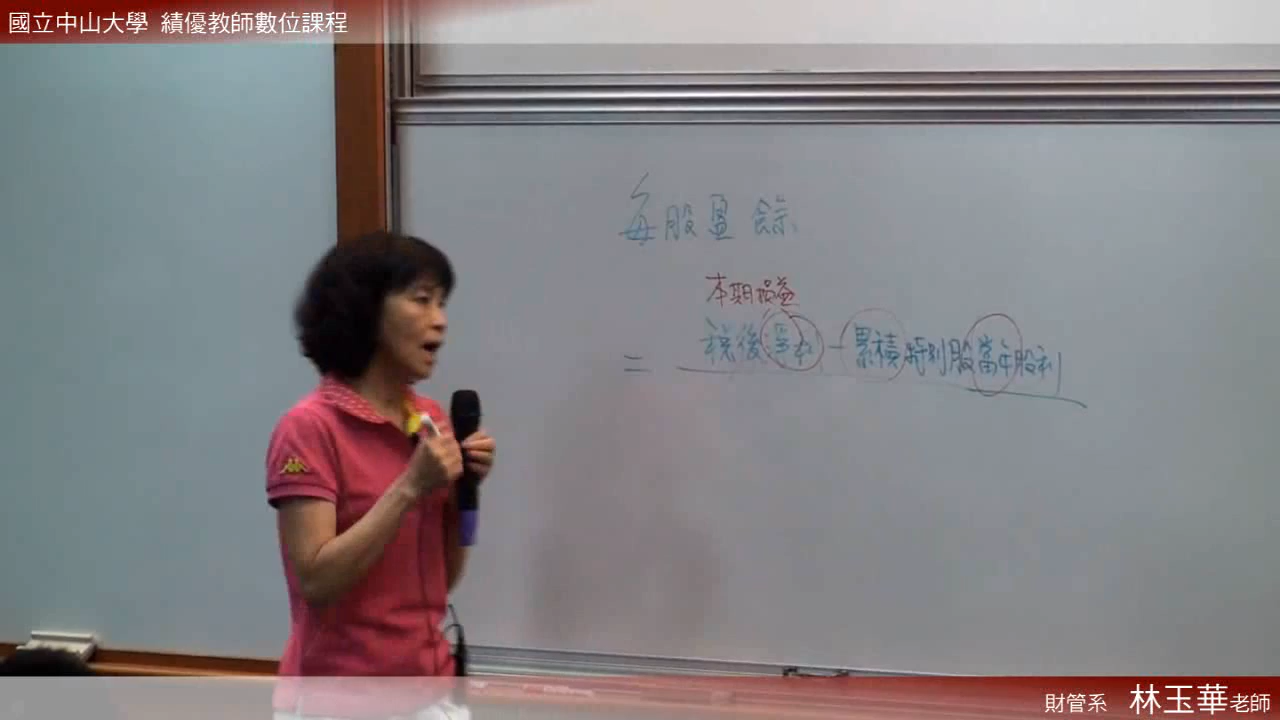 國立中山大學 績優教師數位課程
每股盈餘
本期損益
= 稅後淨利 - 累積特別股當年股利
財管系 林玉華老師